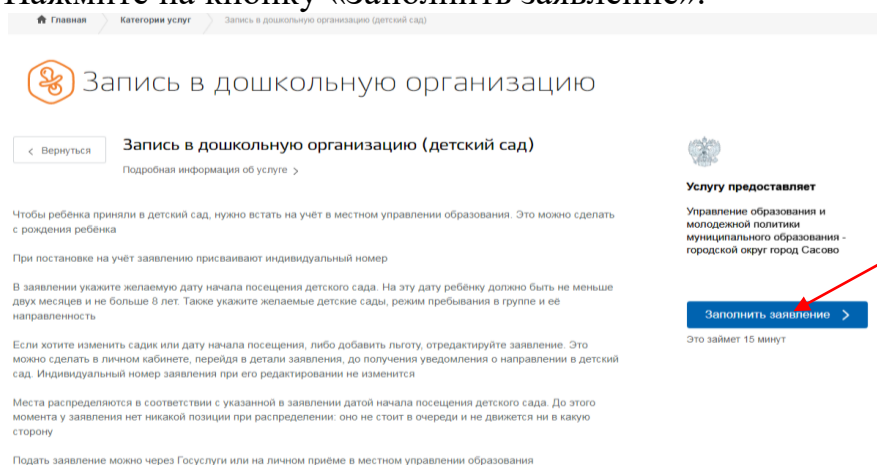 Нажмите на кнопку «Заполнить заявление».
Главная
Категории услуг
Запись в дошкольную организацию (детский сад)
Запись в дошкольную организацию
Вернуться
Запись в дошкольную организацию (детский сад)
Подробная информация об услуге >
Услугу предоставляет
Управление образования и
молодежной политики
муниципального образования -
городской округ город Сасово
Заполнить заявление >
Это займет 15 минут
Чтобы ребёнка приняли в детский сад, нужно встать на учёт в местном управлении образования. Это можно сделать
с рождения ребёнка
При постановке на учёт заявлению присваивают индивидуальный номер
В заявлении укажите желаемую дату начала посещения детского сада. На эту дату ребёнку должно быть не меньше
двух месяцев и не больше 8 лет. Также укажите желаемые детские сады, режим пребывания в группе и её
направленность
Если хотите изменить садик или дату начала посещения, либо добавить льготу, отредактируйте заявление. Это
можно сделать в личном кабинете, перейдя в детали заявления, до получения уведомления о направлении в детский
сад. Индивидуальный номер заявления при его редактировании не изменится
Места распределяются в соответствии с указанной в заявлении датой начала посещения детского сада. До этого
момента у заявления нет никакой позиции при распределении: оно не стоит в очереди и не движется ни в какую
сторону
Подать заявление можно через Госуслуги или на личном приёме в местном управлении образования